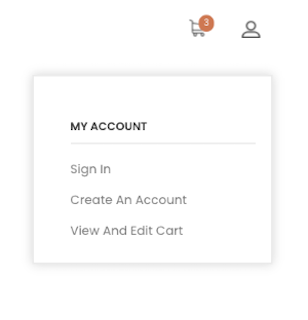 3
MY ACCOUNT
Sign In
Create An Account
View And Edit Cart